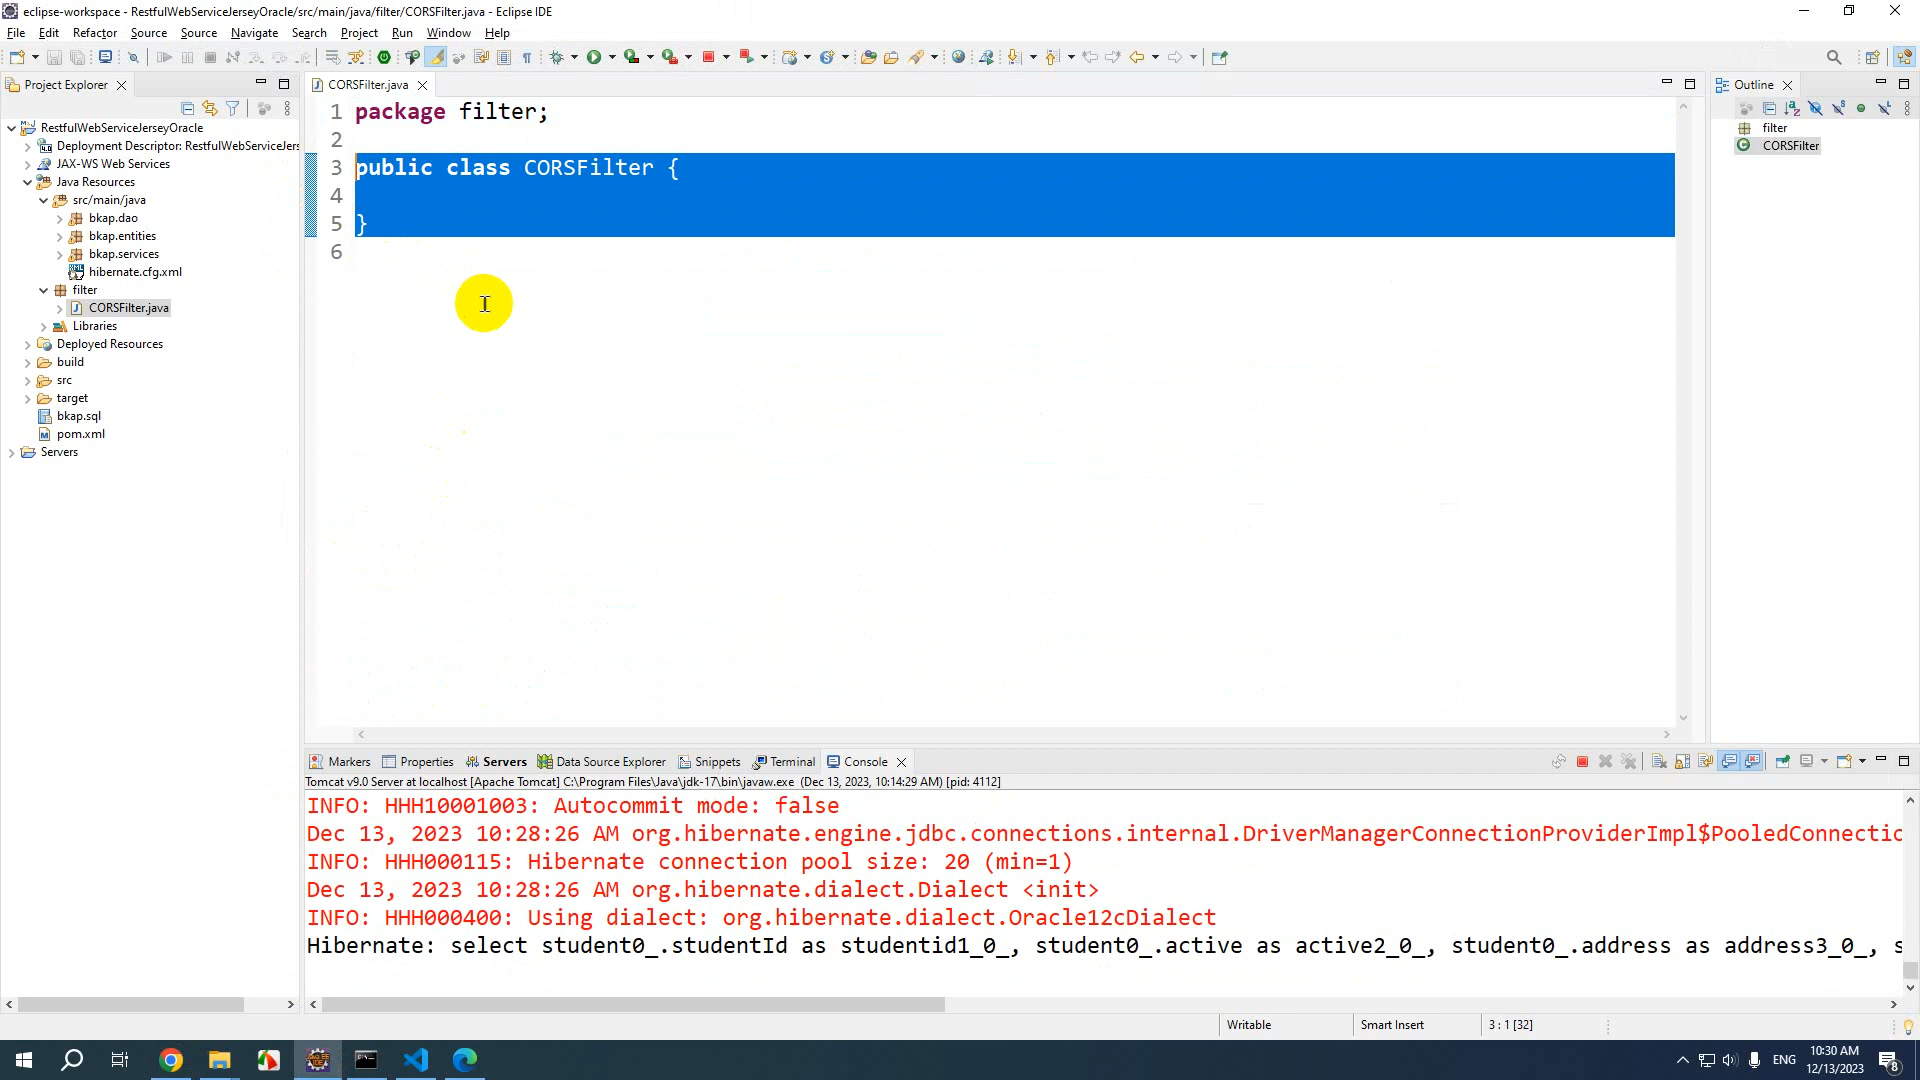 eclipse-workspace - RestfulWebServiceJerseyOracle/src/main/java/filter/CORSFilter.java - Eclipse IDE
File Edit Refactor Source Source Navigate Search Project Run Window Help
Project Explorer
RestfulWebServiceJerseyOracle
Deployment Descriptor: RestfulWebServiceJers
JAX-WS Web Services
Java Resources
src/main/java
bkap.dao
bkap.entities
bkap.services
hibernate.cfg.xml
filter
CORSFilter.java
Libraries
Deployed Resources
build
src
target
bkap.sql
pom.xml
Servers
CORSFilter.java
1 package filter;
2
3 public class CORSFilter {
4
5 }
6
Outline
filter
CORSFilter
Markers Properties Servers Data Source Explorer Snippets Terminal Console
Tomcat v9.0 Server at localhost [Apache Tomcat] C:\Program Files\Java\jdk-17\bin\javaw.exe (Dec 13, 2023, 10:14:29 AM) [pid: 4112]
INFO: HHH10001003: Autocommit mode: false
Dec 13, 2023 10:28:26 AM org.hibernate.engine.jdbc.connections.internal.DriverManagerConnectionProviderImpl$PooledConnectio
INFO: HHH000115: Hibernate connection pool size: 20 (min=1)
Dec 13, 2023 10:28:26 AM org.hibernate.dialect.Dialect <init>
INFO: HHH000400: Using dialect: org.hibernate.dialect.Oracle12cDialect
Hibernate: select student0_.studentId as studentid1_0_, student0_.active as active2_0_, student0_.address as address3_0_, s
Writable Smart Insert 3 : 1 [32]
ENG 10:30 AM
12/13/2023
8